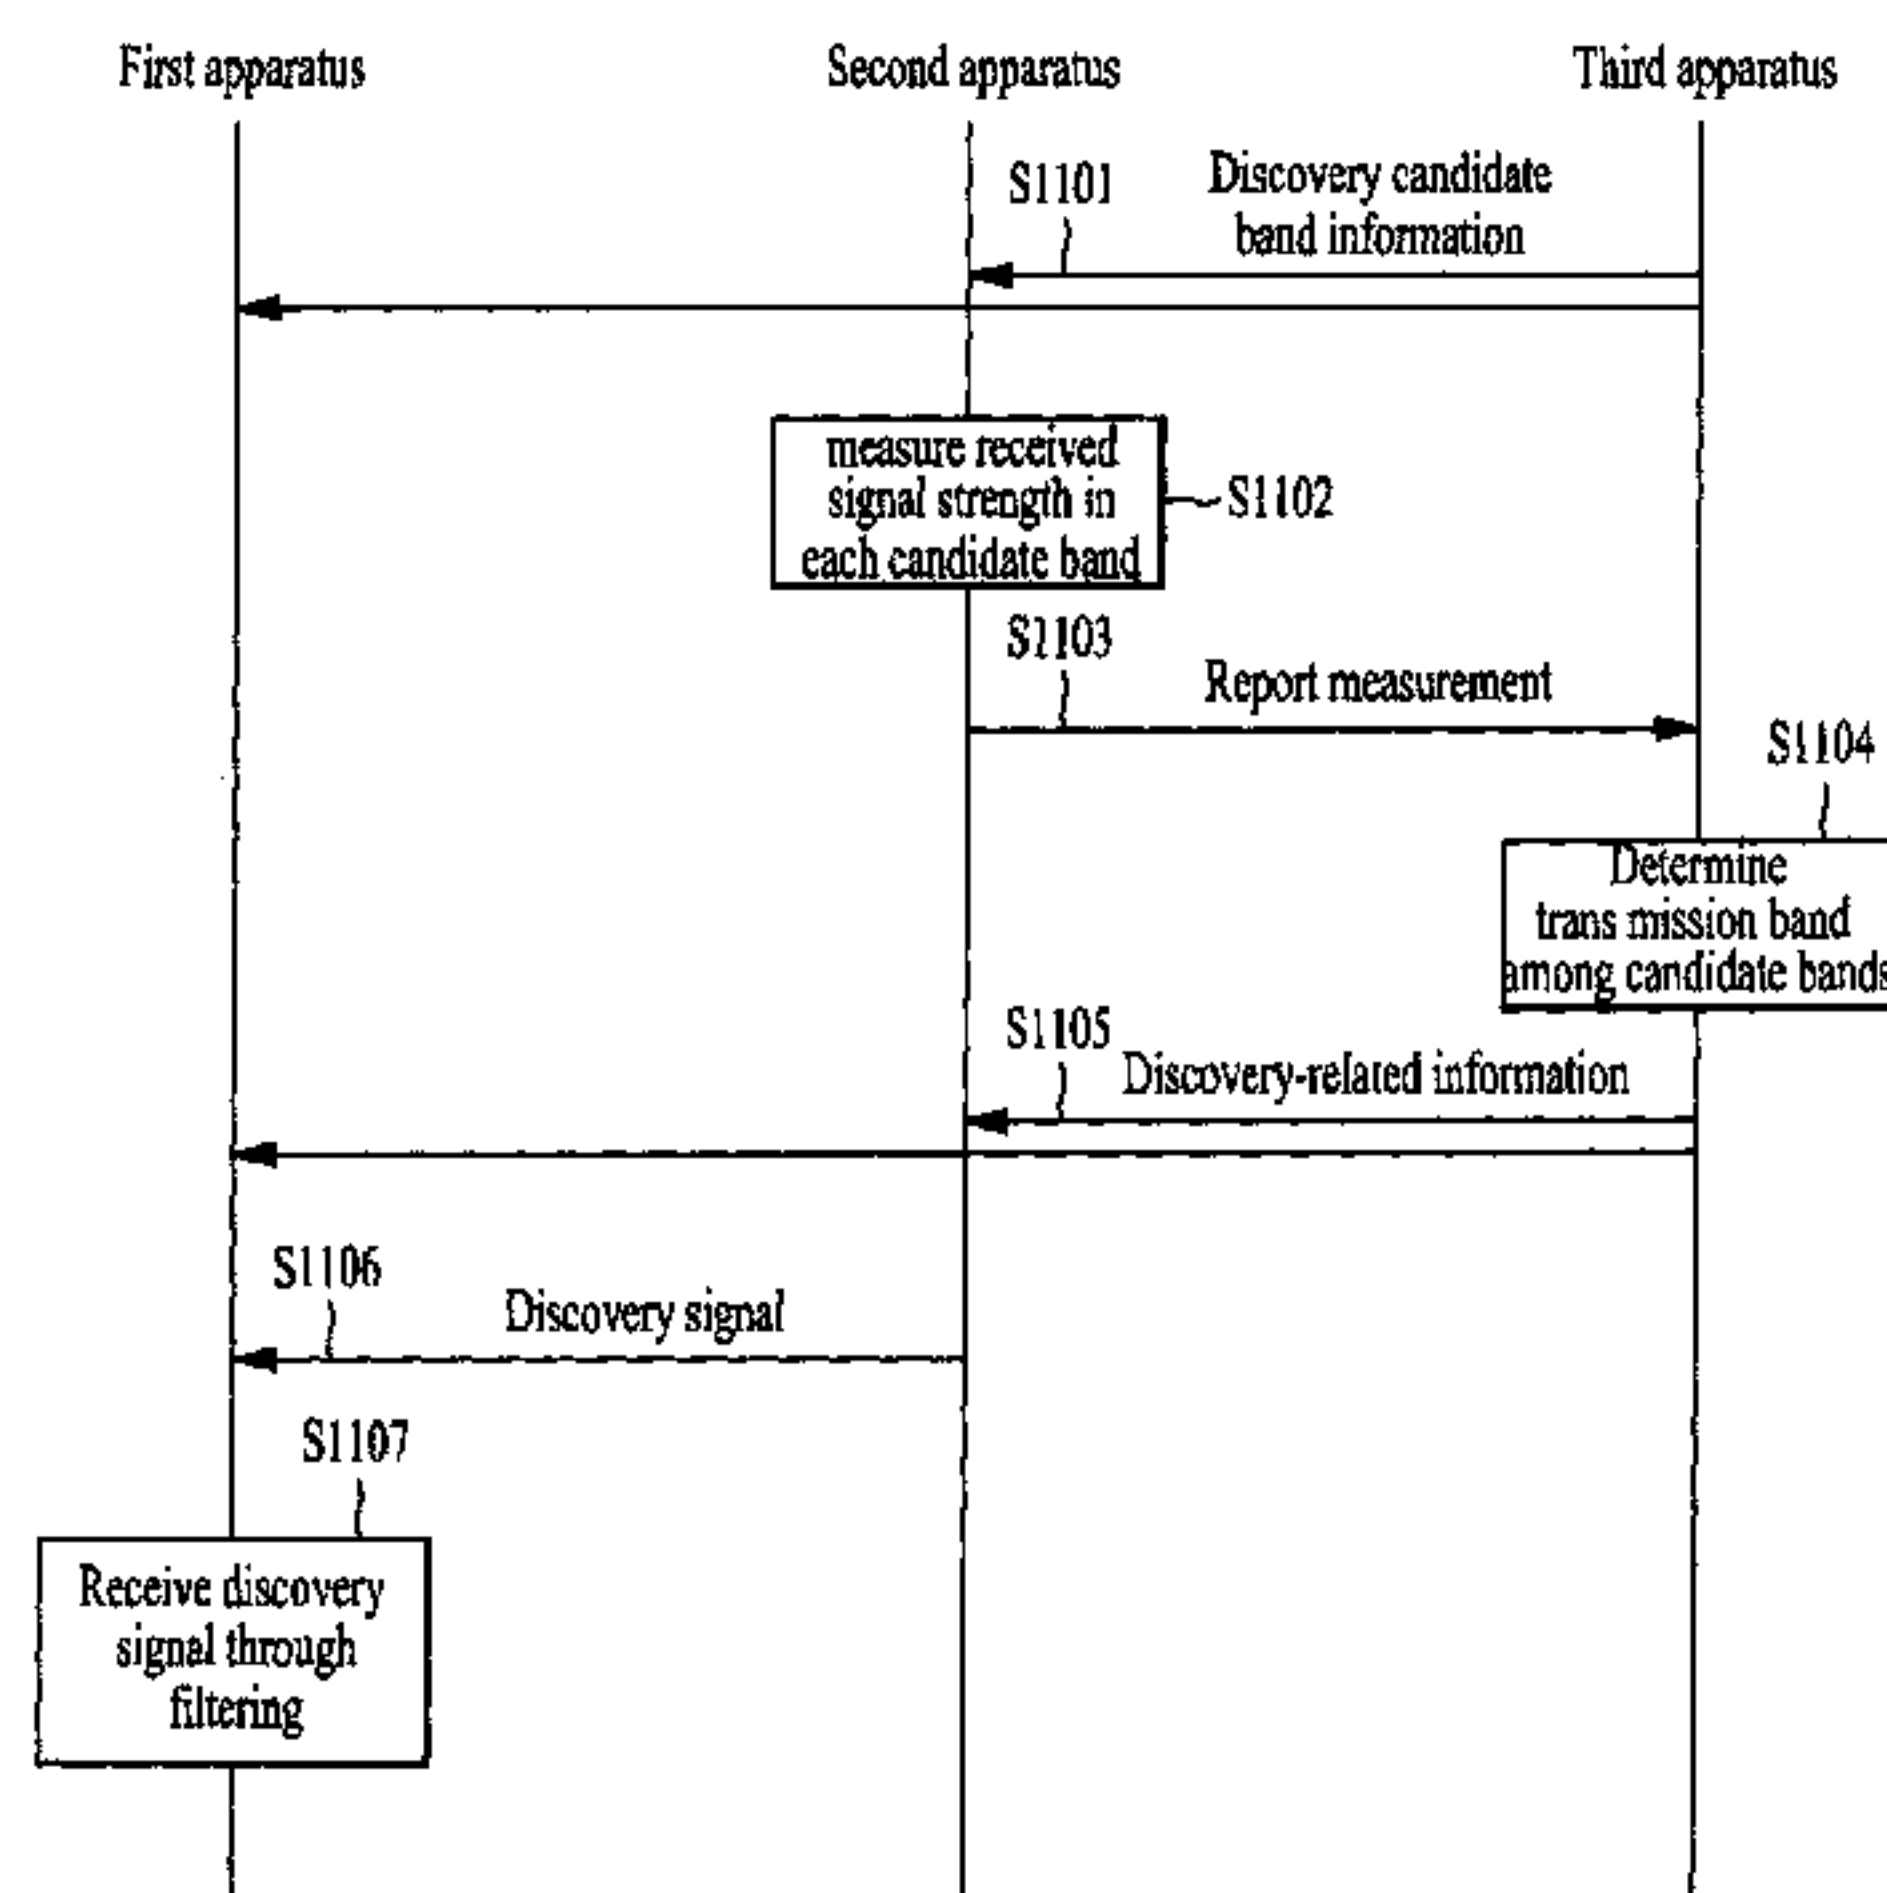 First apparatus
Second apparatus
Third apparatus
S1101
Discovery candidate
band information
measure received
signal strength in
each candidate band
S1102
S1103
Report measurement
S1104
Determine
trans mission band
among candidate bands
S1105
Discovery-related information
S1106
Discovery signal
S1107
Receive discovery
signal through
filtering